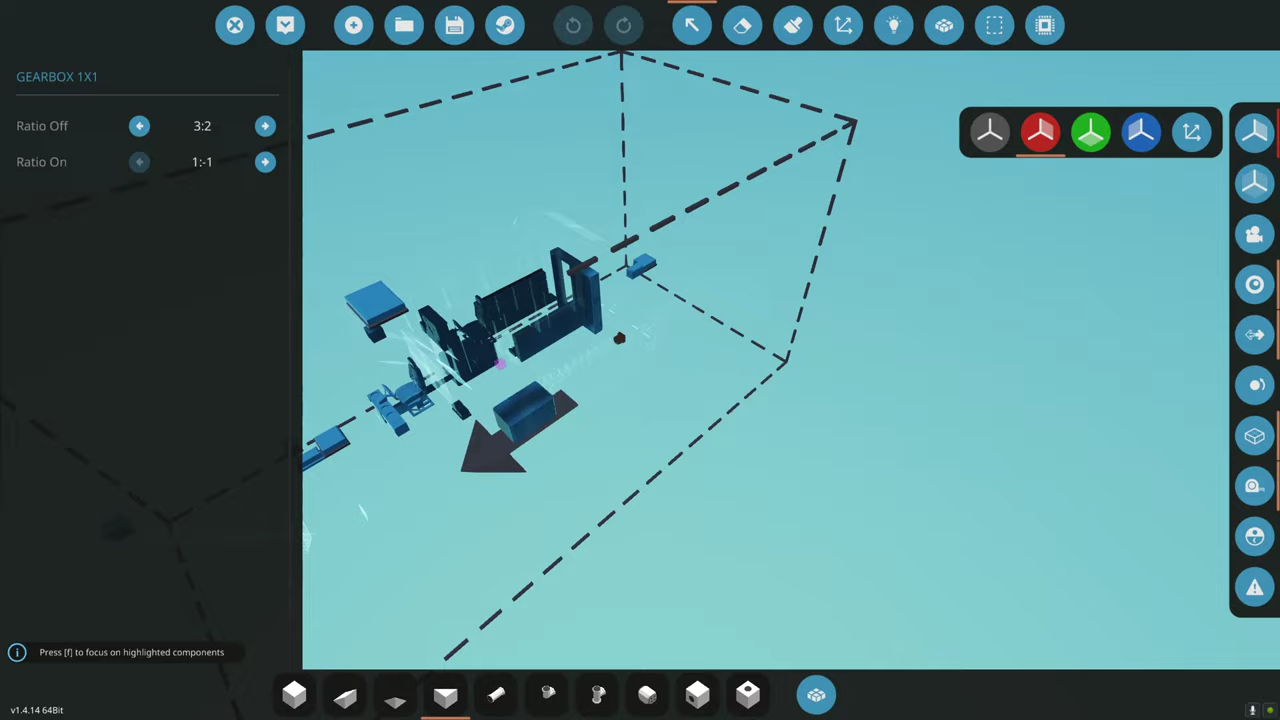 GEARBOX 1X1
Ratio Off 3:2
Ratio On 1:-1
Press [f] to focus on highlighted components
v1.4.14 64Bit